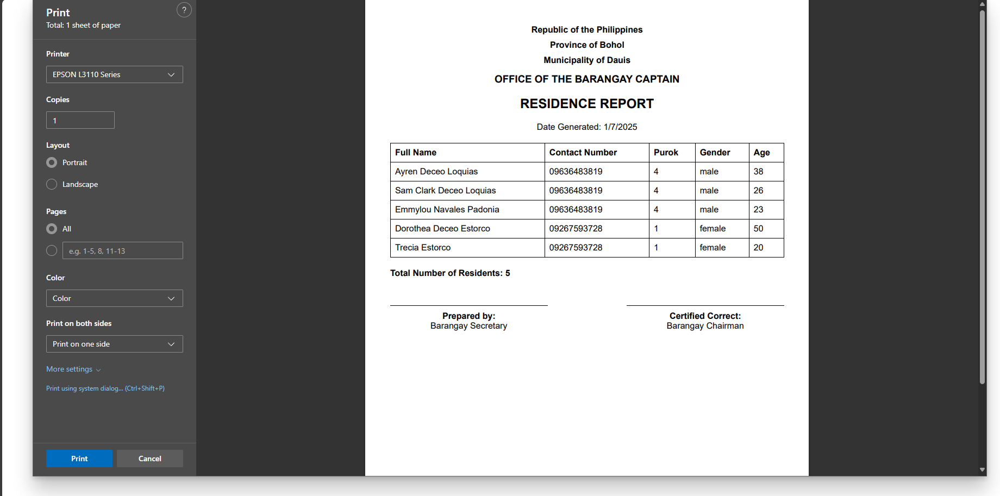 Print
?
Total: 1 sheet of paper
Printer
EPSON L3110 Series
Copies
1
Layout
Portrait
Landscape
Pages
All
e.g. 1-5, 8, 11-13
Color
Color
Print on both sides
Print on one side
More settings
Print using system dialog... (Ctrl+Shift+P)
Print Cancel
Republic of the Philippines
Province of Bohol
Municipality of Dauis
OFFICE OF THE BARANGAY CAPTAIN
RESIDENCE REPORT
Date Generated: 1/7/2025
Full Name Contact Number Purok Gender Age
Ayren Deceo Loquias 09636483819 4 male 38
Sam Clark Deceo Loquias 09636483819 4 male 26
Emmylou Navales Padonia 09636483819 4 male 23
Dorothea Deceo Estorco 09267593728 1 female 50
Trecia Estorco 09267593728 1 female 20
Total Number of Residents: 5
Prepared by: Certified Correct:
Barangay Secretary Barangay Chairman